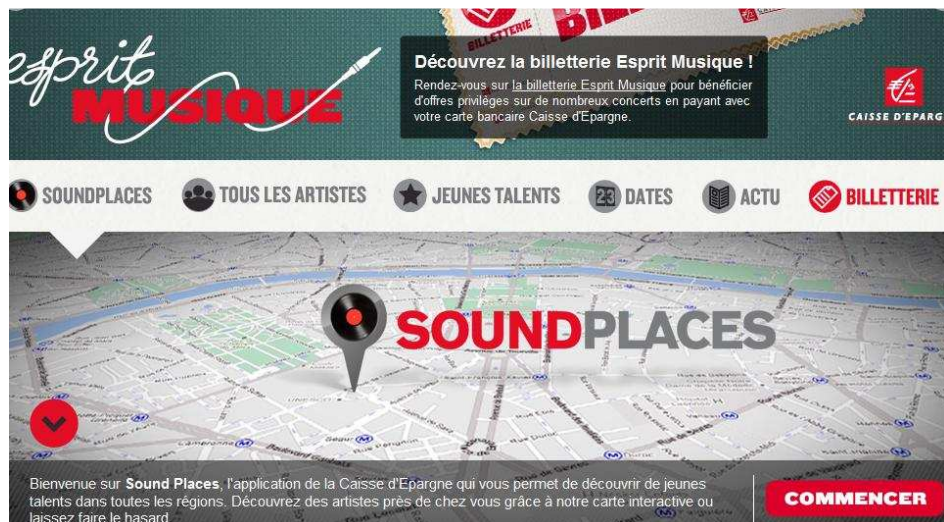 BILLETTERIE
esprit
MUSIQUE
Découvrez la billetterie Esprit Musique !
Rendez-vous sur la billetterie Esprit Musique pour bénéficier
d'offres privilèges sur de nombreux concerts en payant avec
votre carte bancaire Caisse d'Epargne.
CAISSE D'EPARG
SOUNDPLACES
TOUS LES ARTISTES
JEUNES TALENTS
23 DATES
ACTU
BILLETTERIE
SOUNDPLACES
Bienvenue sur Sound Places, l'application de la Caisse d'Epargne qui vous permet de découvrir de jeunes
talents dans toutes les régions. Découvrez des artistes près de chez vous grâce à notre carte interactive ou
laissez faire le hasard
COMMENCER